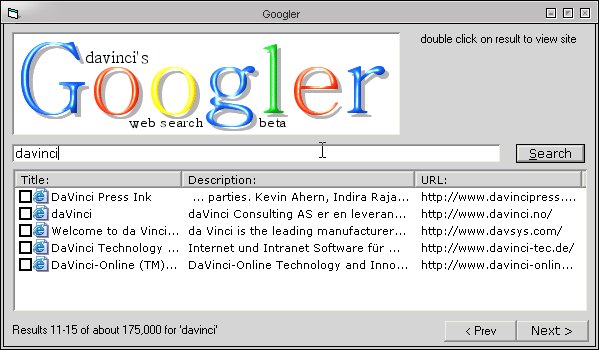 Googler
double click on result to view site
davinci's
Googler
web search beta
davinci
Search
Title: Description: URL:
DaVinci Press Ink ... parties. Kevin Ahern, Indira Raja... http://www.davincipress....
daVinci daVinci Consulting AS er en leveran... http://www.davinci.no/
Welcome to da Vinci... da Vinci is the leading manufacturer... http://www.davsys.com/
DaVinci Technology ... Internet und Intranet Software für ... http://www.davinci-tec.de/
DaVinci-Online (TM)... DaVinci-Online Technology and Inno... http://www.davinci-onlin...
Results 11-15 of about 175,000 for 'davinci'
< Prev Next >